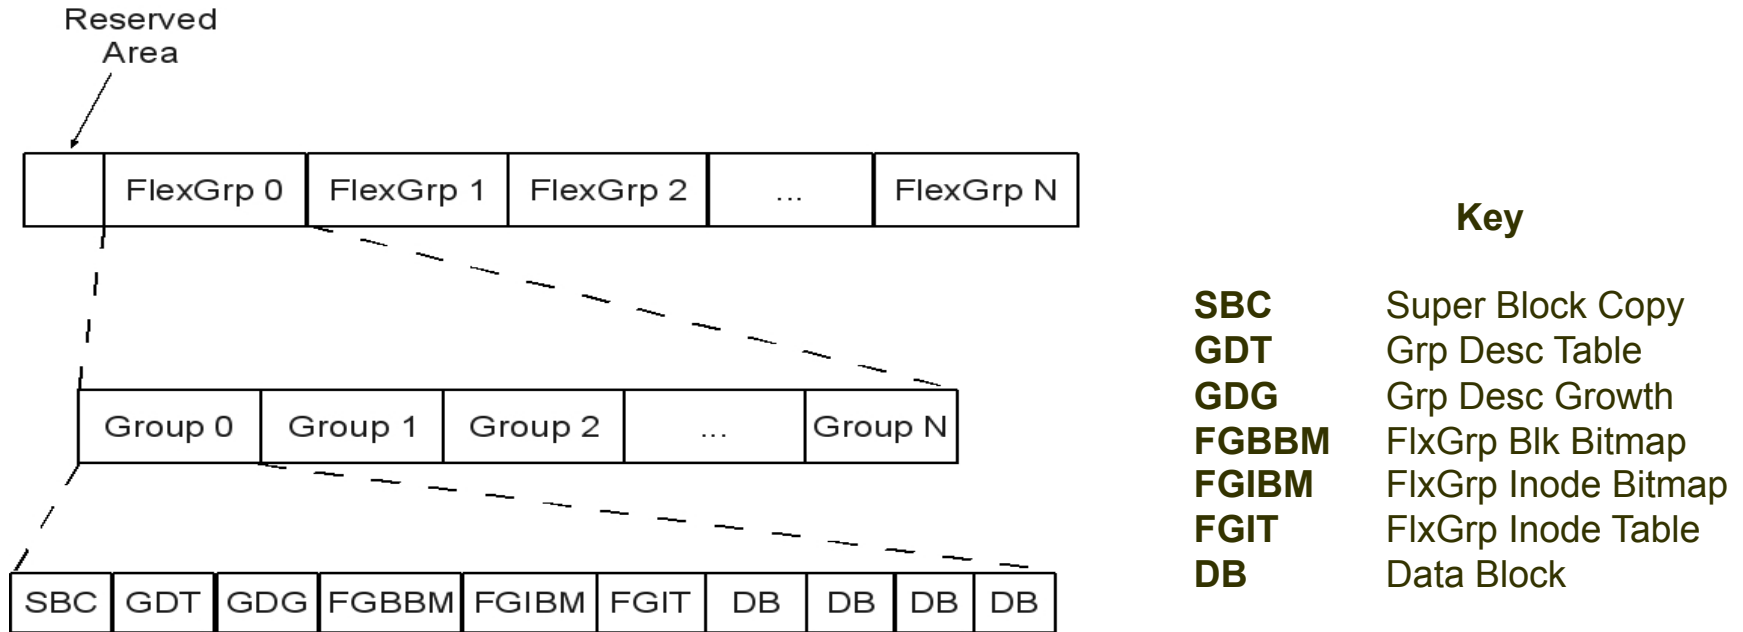 Reserved
Area
FlexGrp 0 FlexGrp 1 FlexGrp 2 ... FlexGrp N
Group 0 Group 1 Group 2 ... Group N
SBC GDT GDG FGBBM FGIBM FGIT DB DB DB DB
Key
SBC Super Block Copy
GDT Grp Desc Table
GDG Grp Desc Growth
FGBBM FlxGrp Blk Bitmap
FGIBM FlxGrp Inode Bitmap
FGIT FlxGrp Inode Table
DB Data Block